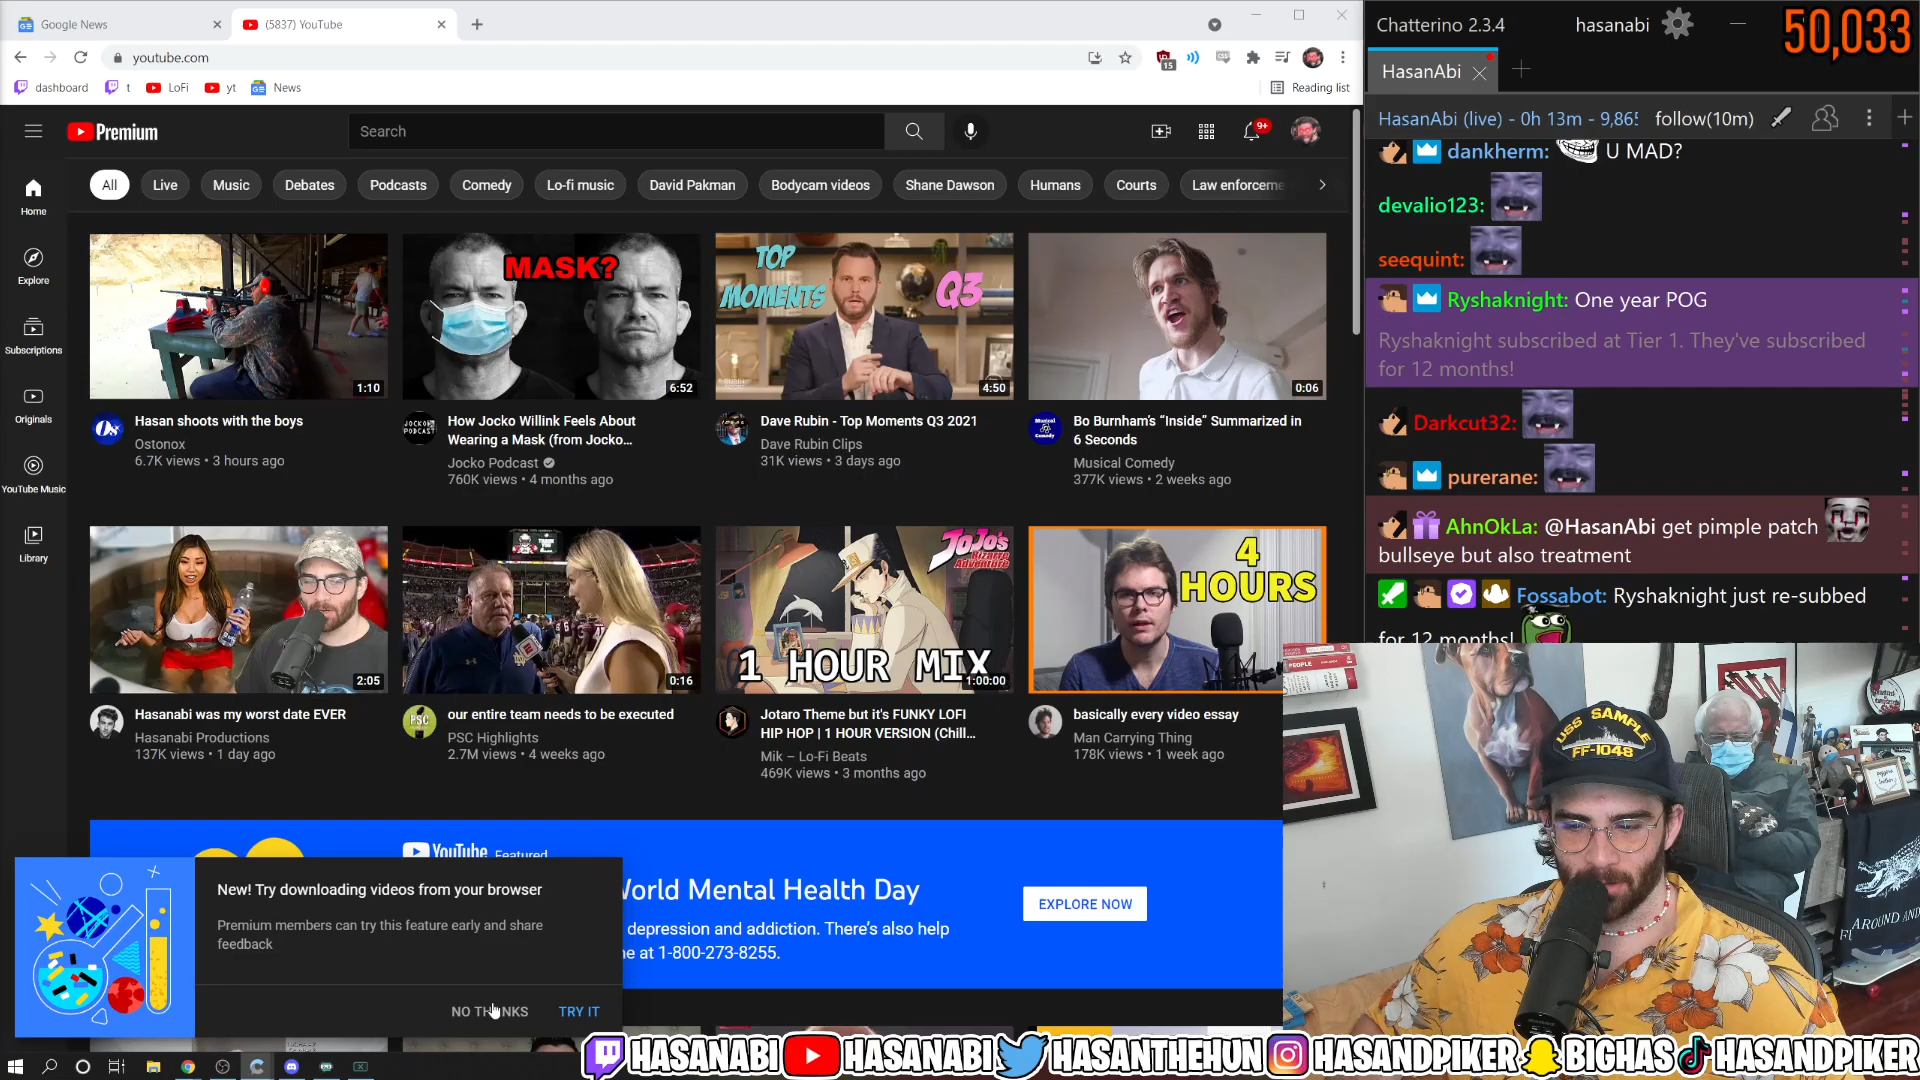 Google News
(5837) YouTube
youtube.com
15
dashboard
t
LoFi
yt
News
Reading list
Premium
Search
9+
All
Live
Music
Debates
Podcasts
Comedy
Lo-fi music
David Pakman
Bodycam videos
Shane Dawson
Humans
Courts
Law enforceme
Home
Explore
Subscriptions
Originals
YouTube Music
Library
1:10
MASK?
6:52
TOP
MOMENTS
Q3
4:50
0:06
Hasan shoots with the boys
Ostonox
6.7K views • 3 hours ago
How Jocko Willink Feels About
Wearing a Mask (from Jocko...
Jocko Podcast
760K views • 4 months ago
Dave Rubin - Top Moments Q3 2021
Dave Rubin Clips
31K views • 3 days ago
Bo Burnham's “Inside” Summarized in
6 Seconds
Musical Comedy
377K views • 2 weeks ago
2:05
0:16
JOJO'S
BIZARRE
ADVENTURE
1 HOUR MIX
1:00:00
4
HOURS
Hasanabi was my worst date EVER
Hasanabi Productions
137K views • 1 day ago
our entire team needs to be executed
PSC Highlights
2.7M views • 4 weeks ago
Jotaro Theme but it's FUNKY LOFI
HIP HOP | 1 HOUR VERSION (Chill...
Mik – Lo-Fi Beats
469K views • 3 months ago
basically every video essay
Man Carrying Thing
178K views • 1 week ago
YouTube Featured
World Mental Health Day
depression and addiction. There's also help
ne at 1-800-273-8255.
EXPLORE NOW
New! Try downloading videos from your browser
Premium members can try this feature early and share
feedback
NO THANKS
TRY IT
Chatterino 2.3.4
hasanabi
50,033
HasanAbi
HasanAbi (live) - 0h 13m - 9,865
follow(10m)
dankherm: U MAD?
devalio123:
seequint:
Ryshaknight: One year POG
Ryshaknight subscribed at Tier 1. They've subscribed
for 12 months!
Darkcut32:
purerane:
AhnOkLa: @HasanAbi get pimple patch
bullseye but also treatment
Fossabot: Ryshaknight just re-subbed
for 12 months!
PEOPLE
USS SAMPLE
FF-1048
AROUND AND
HASANABI
HASANABI
HASANTHEHUN
HASANDPIKER
BIGHAS
HASANDPIKER